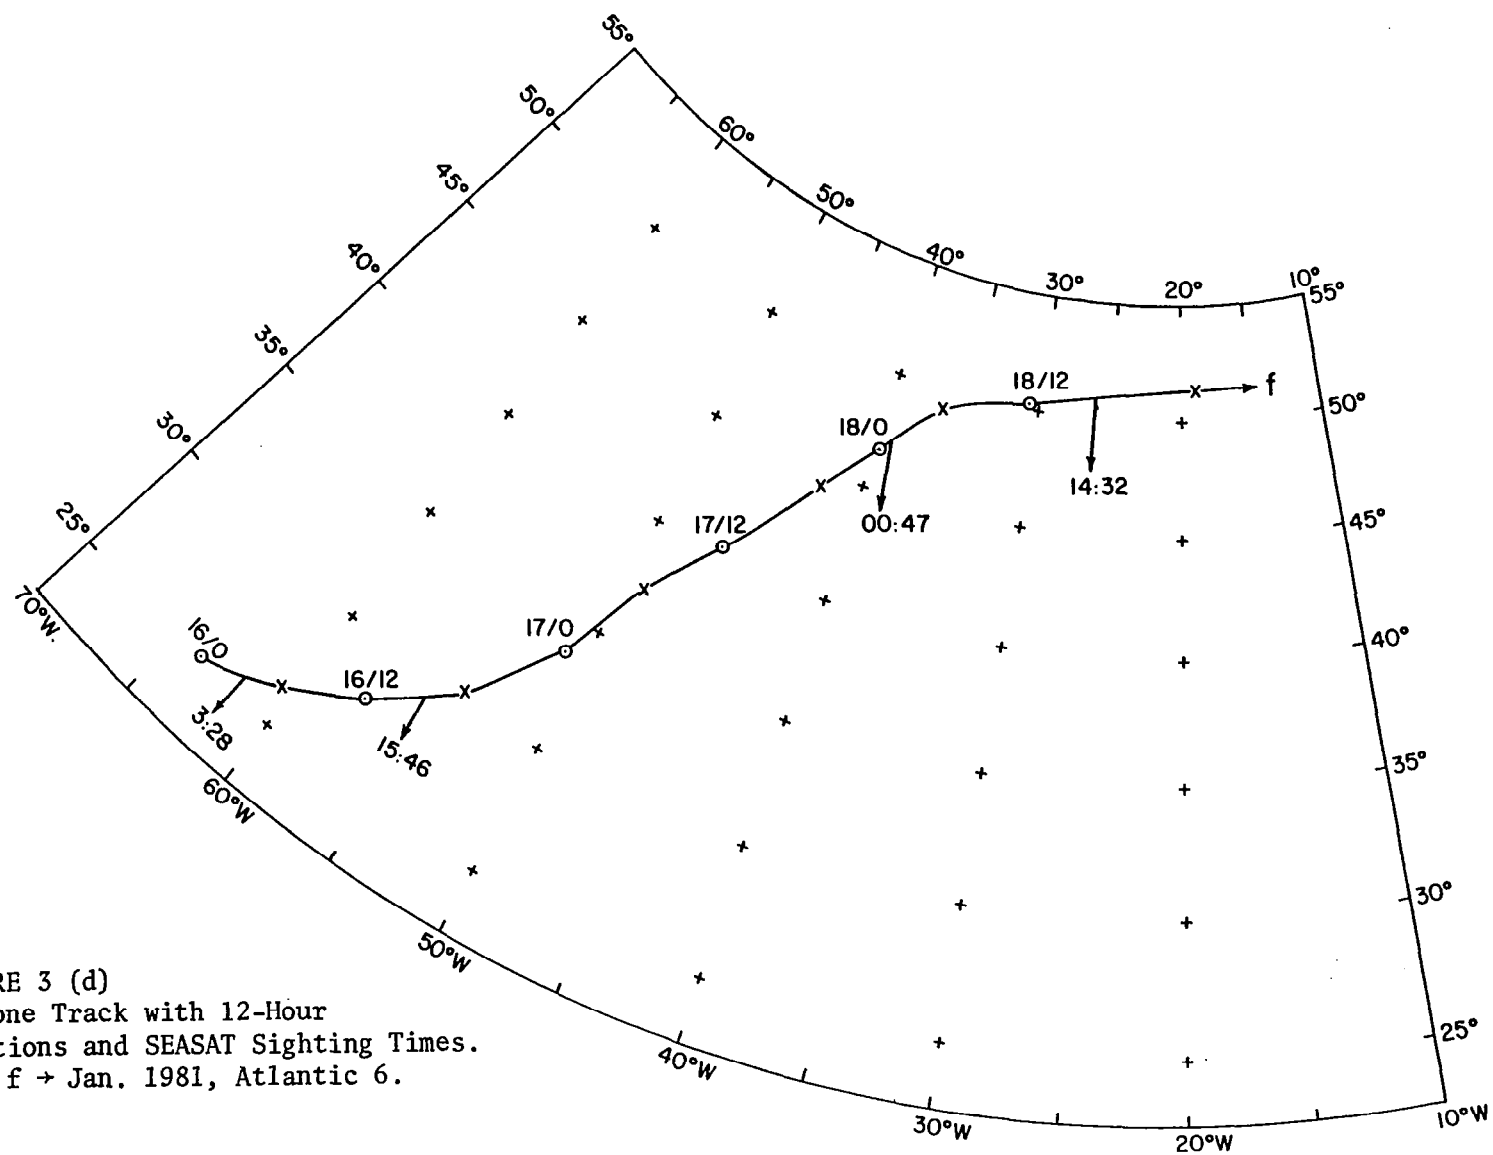 55°
50°
45°
40°
35°
30°
25°
70°W.
60°
50°
40°
30°
20°
10°
55°
50°
45°
40°
35°
30°
25°
10°W
20°W
30°W
40°W
50°W
60°W
16/0
3:28
16/12
15:46
17/0
17/12
18/0
00:47
18/12
14:32
f
RE 3 (d)
one Track with 12-Hour
tions and SEASAT Sighting Times.
f → Jan. 1981, Atlantic 6.